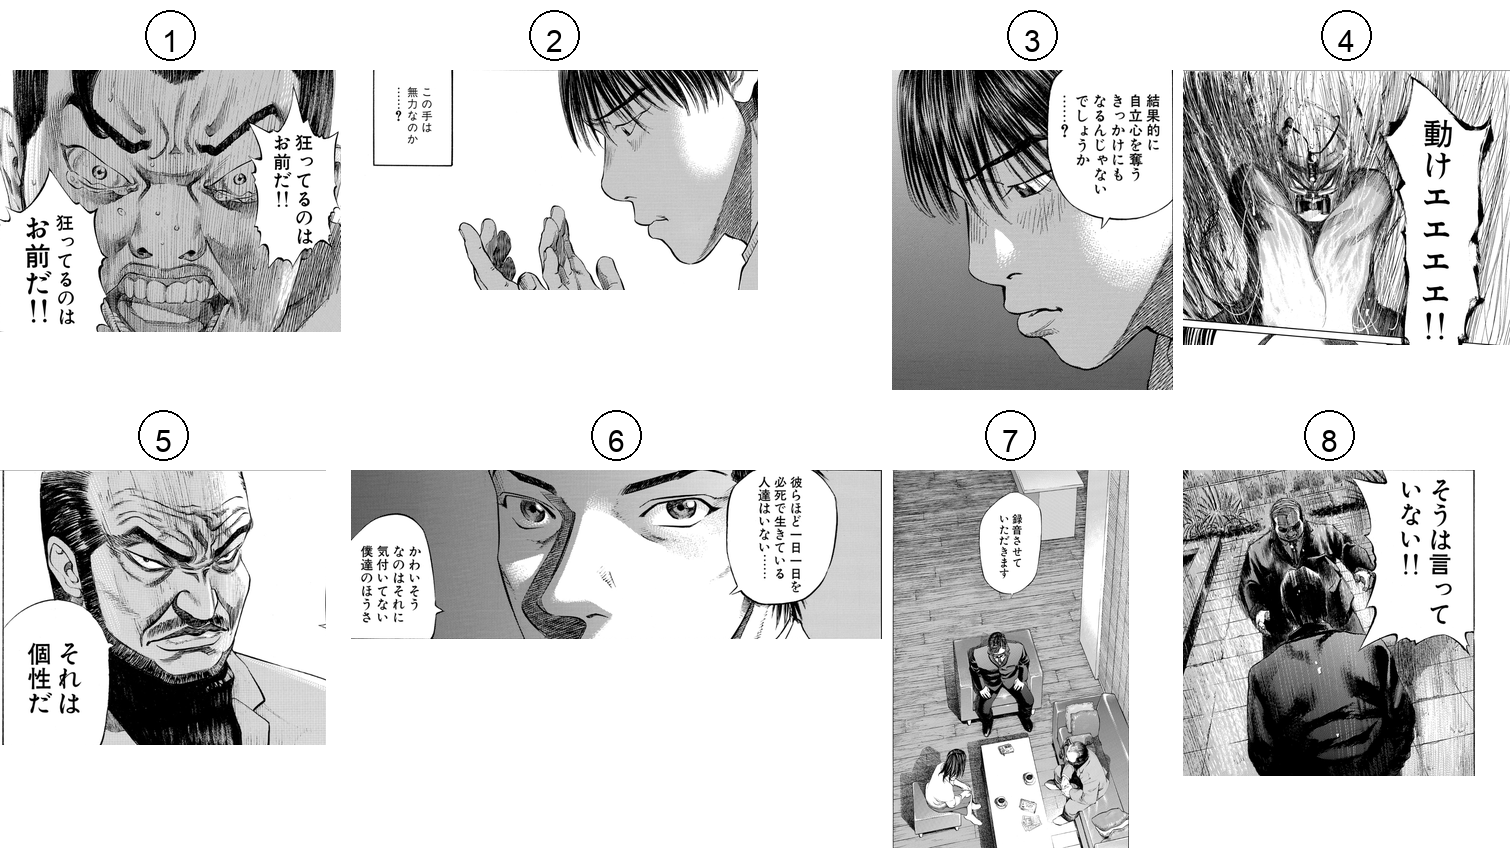 1
狂ってるのは
お前だ!!
狂ってるのは
お前だ!!
2
この手は
無力なのか
……?
3
結果的に
自立心を奪う
きっかけにも
なるんじゃない
でしょうか
……?
4
動けェェェェ!!
5
それは
個性だ
6
彼らほど一日一日を
必死で生きている
人達はいない……
かわいそう
なのはそれに
気付いてない
僕達のほうさ
7
録音させて
いただきます
8
そうは言って
いない!!